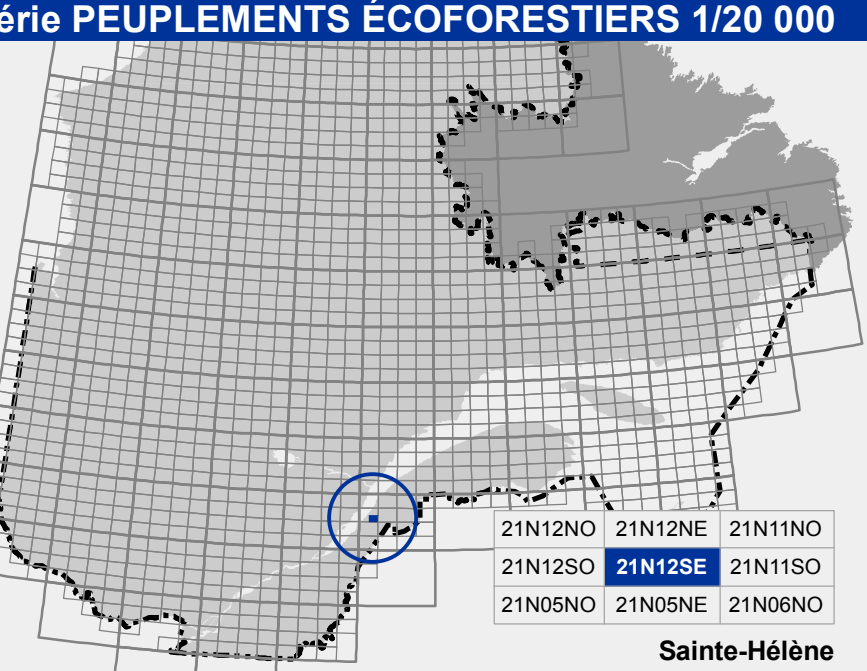 érie PEUPLEMENTS ÉCOFORESTIERS 1/20 000
21N12NO 21N12NE 21N11NO
21N12SO 21N12SE 21N11SO
21N05NO 21N05NE 21N06NO
Sainte-Hélène